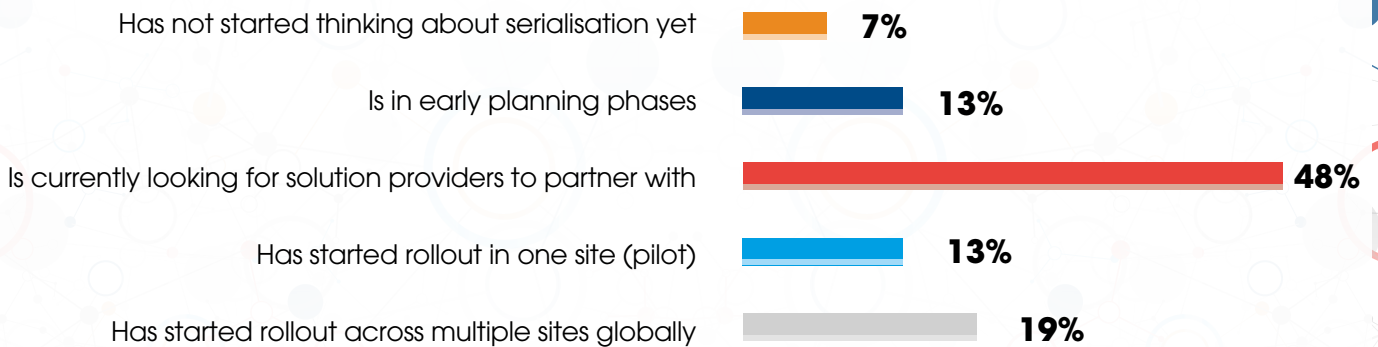 Has not started thinking about serialisation yet 7%
Is in early planning phases 13%
Is currently looking for solution providers to partner with 48%
Has started rollout in one site (pilot) 13%
Has started rollout across multiple sites globally 19%